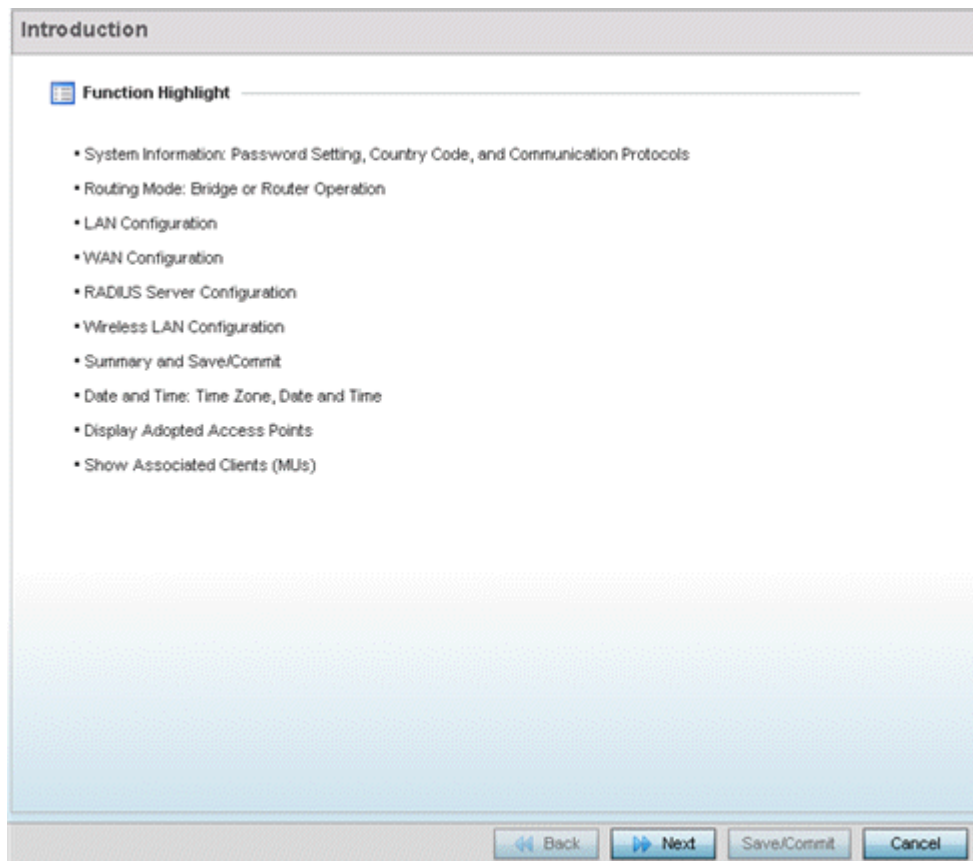 Introduction
Function Highlight
• System Information: Password Setting, Country Code, and Communication Protocols
• Routing Mode: Bridge or Router Operation
• LAN Configuration
• WAN Configuration
• RADIUS Server Configuration
• Wireless LAN Configuration
• Summary and Save/Commit
• Date and Time: Time Zone, Date and Time
• Display Adopted Access Points
• Show Associated Clients (MUs)
Back Next Save/Commit Cancel